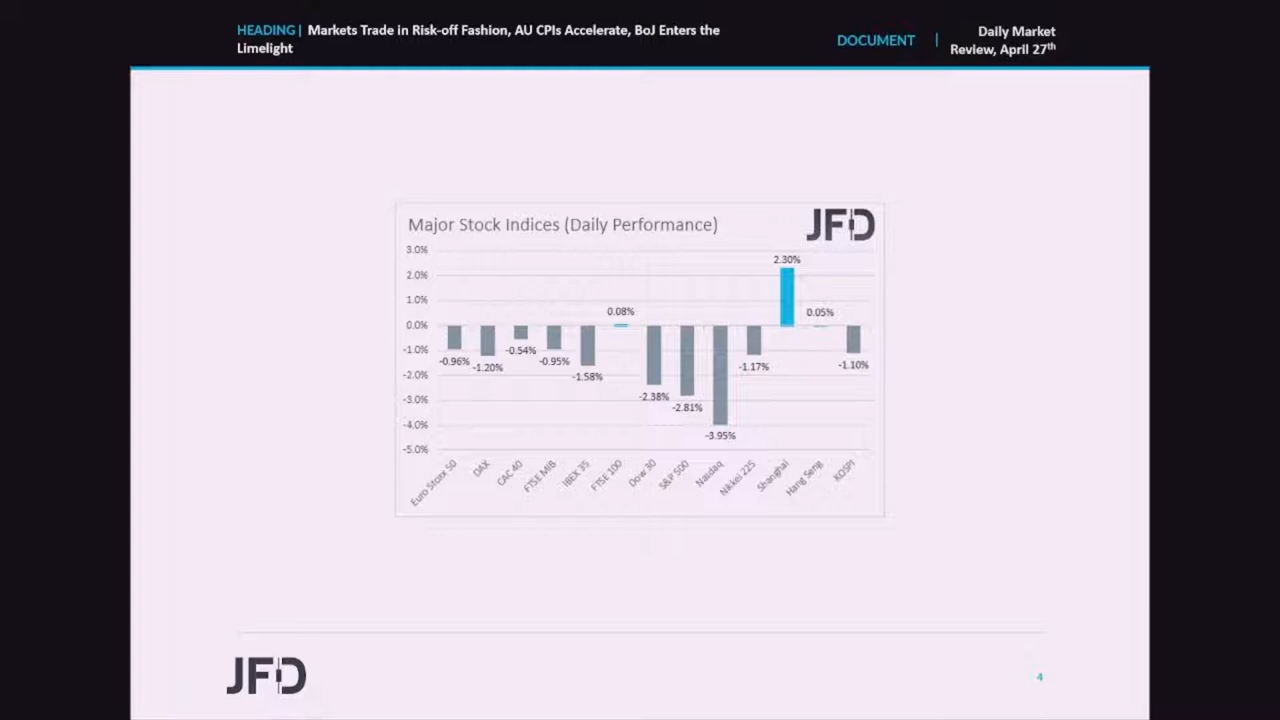 HEADING | Markets Trade in Risk-off Fashion, AU CPIs Accelerate, BoJ Enters the
Limelight
DOCUMENT | Daily Market
Review, April 27th
Major Stock Indices (Daily Performance)
JFD
3.0%
2.0%
1.0%
0.0%
-1.0%
-2.0%
-3.0%
-4.0%
-5.0%
-0.96%
-1.20%
-0.54%
-0.95%
-1.58%
0.08%
-2.38%
-2.81%
-3.95%
-1.17%
2.30%
0.05%
-1.10%
Euro Stoxx 50
DAX
CAC 40
FTSE MIB
IBEX 35
FTSE 100
Dow 30
S&P 500
Nasdaq
Nikkei 225
Shanghai
Hang Seng
KOSPI
JFD
4